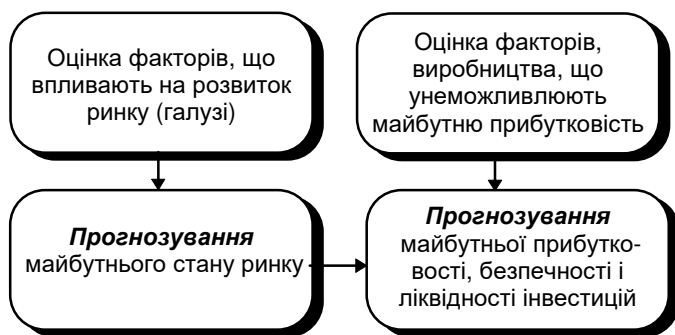 Оцінка факторів, що
впливають на розвиток
ринку (галузі)
Оцінка факторів,
виробництва, що
унеможливлюють
майбутню прибутковість
Прогнозування
майбутнього стану ринку
Прогнозування
майбутньої прибутко-
вості, безпечності і
ліквідності інвестицій